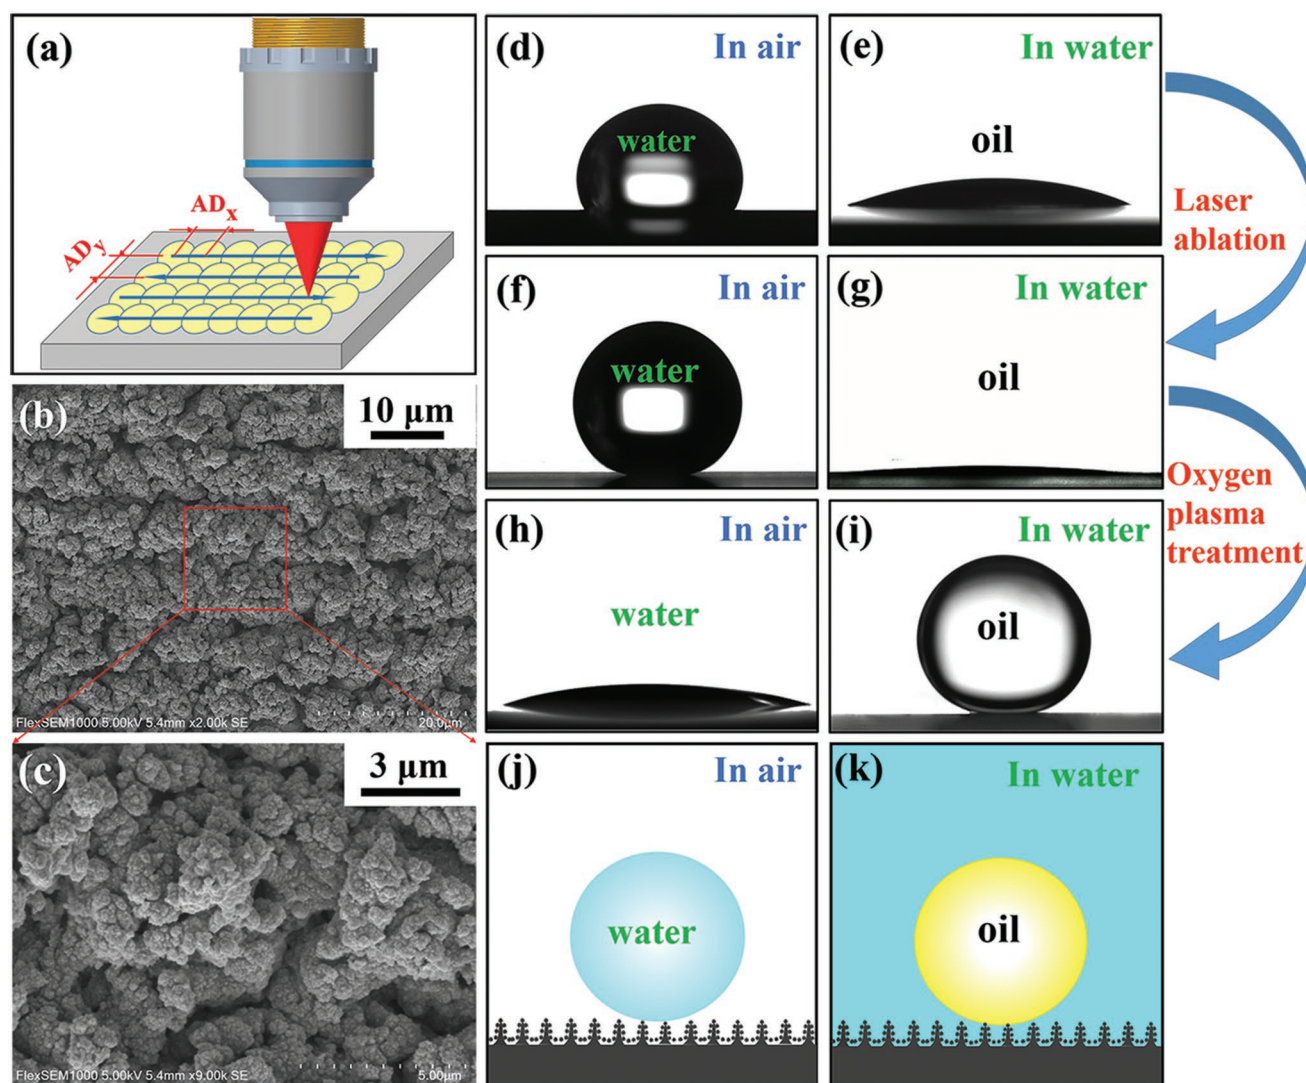 (a)
ADx
ADy
(b)
10 μm
FlexSEM1000 5.00kV 5.4mm x2.00k SE
20.0μm
(c)
3 μm
FlexSEM1000 5.00kV 5.4mm x9.00k SE
5.00μm
(d)
In air
water
(e)
In water
oil
Laser
ablation
(f)
In air
water
(g)
In water
oil
Oxygen
plasma
treatment
(h)
In air
water
(i)
In water
oil
(j)
In air
water
(k)
In water
oil